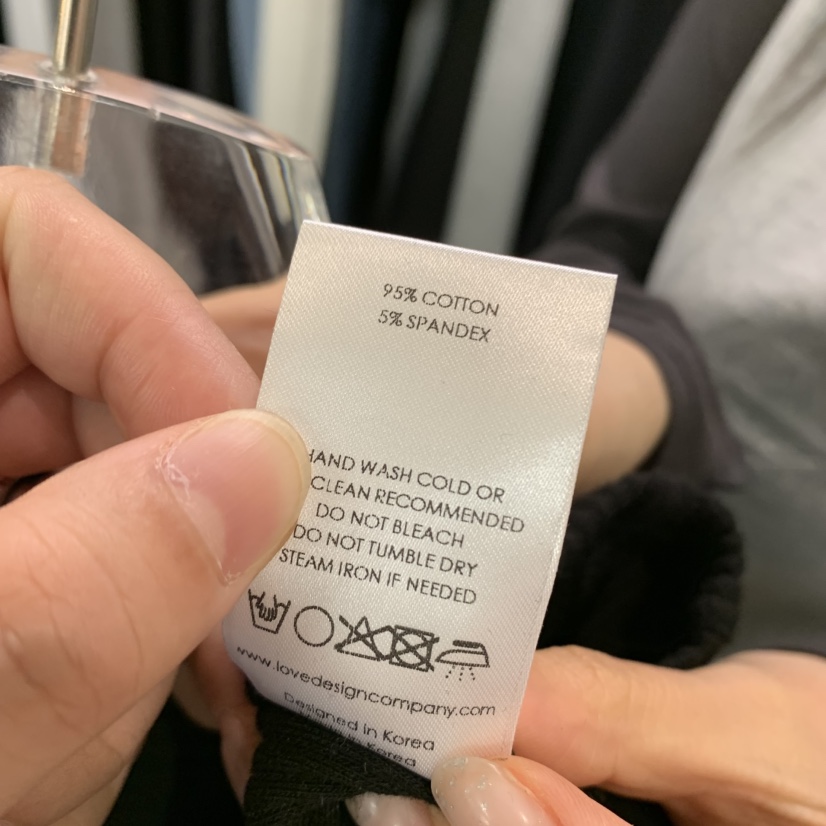 95% COTTON
5% SPANDEX
HAND WASH COLD OR
CLEAN RECOMMENDED
DO NOT BLEACH
DO NOT TUMBLE DRY
STEAM IRON IF NEEDED
www.lovedesigncompany.com
Designed in Korea
Korea